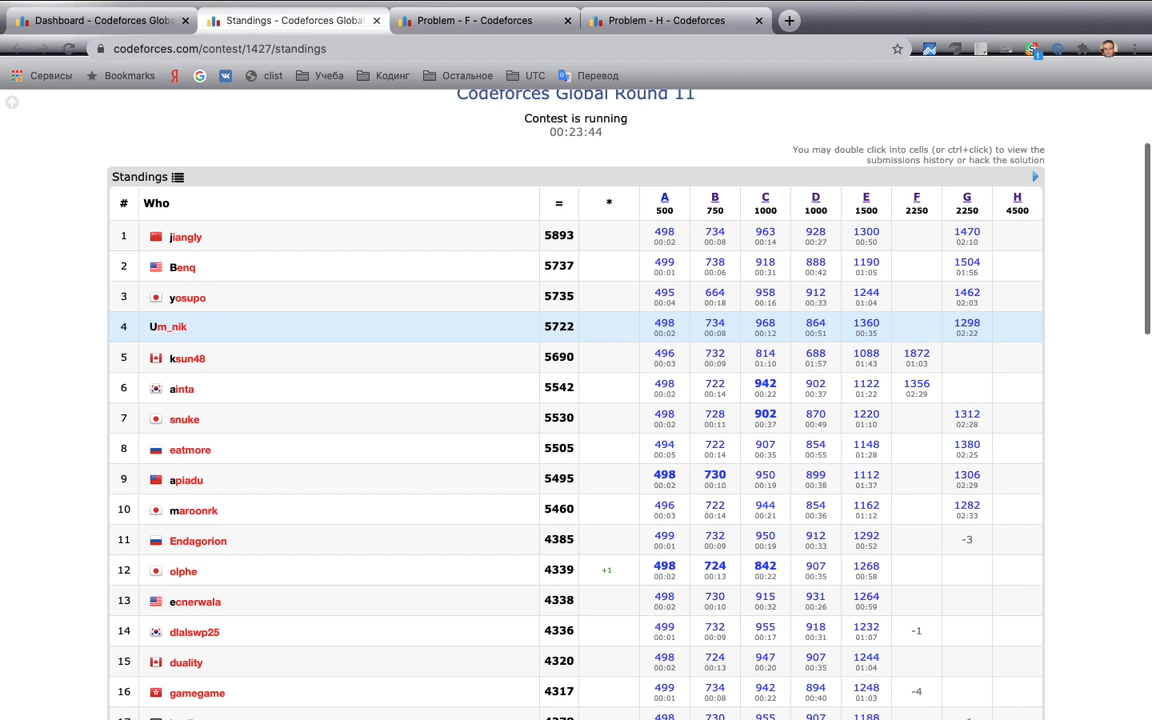 Dashboard - Codeforces Globa
Standings - Codeforces Global
Problem - F - Codeforces
Problem - H - Codeforces
codeforces.com/contest/1427/standings
Сервисы Bookmarks clist Учеба Кодинг Остальное UTC Перевод
Codeforces Global Round 11
Contest is running
00:23:44
You may double click into cells (or ctrl+click) to view the
submissions history or hack the solution
Standings
# Who = * A B C D E F G H
500 750 1000 1000 1500 2250 2250 4500
1 jiangly 5893 498 734 963 928 1300 1470
00:02 00:08 00:14 00:27 00:50 02:10
2 Benq 5737 499 738 918 888 1190 1504
00:01 00:06 00:31 00:42 01:05 01:56
3 yosupo 5735 495 664 958 912 1244 1462
00:04 00:18 00:16 00:33 01:04 02:03
4 Um_nik 5722 498 734 968 864 1360 1298
00:02 00:08 00:12 00:51 00:35 02:22
5 ksun48 5690 496 732 814 688 1088 1872
00:03 00:09 01:10 01:57 01:43 01:03
6 ainta 5542 498 722 942 902 1122 1356
00:02 00:14 00:22 00:37 01:22 02:29
7 snuke 5530 498 728 902 870 1220 1312
00:02 00:11 00:37 00:49 01:10 02:28
8 eatmore 5505 494 722 907 854 1148 1380
00:05 00:14 00:35 00:55 01:28 02:25
9 apiadu 5495 498 730 950 899 1112 1306
00:02 00:10 00:19 00:38 01:37 02:29
10 maroonrk 5460 496 722 944 854 1162 1282
00:03 00:14 00:21 00:36 01:12 02:33
11 Endagorion 4385 499 732 950 912 1292 -3
00:01 00:09 00:19 00:33 00:52
12 olphe 4339 +1 498 724 842 907 1268
00:02 00:13 00:22 00:35 00:58
13 ecnerwala 4338 498 730 915 931 1264
00:02 00:10 00:32 00:26 00:59
14 dlalswp25 4336 499 732 955 918 1232 -1
00:01 00:09 00:17 00:31 01:07
15 duality 4320 498 724 947 907 1244
00:02 00:13 00:20 00:35 01:04
16 gamegame 4317 499 734 942 894 1248 -4
00:01 00:08 00:22 00:40 01:03
498 730 955 907 1188